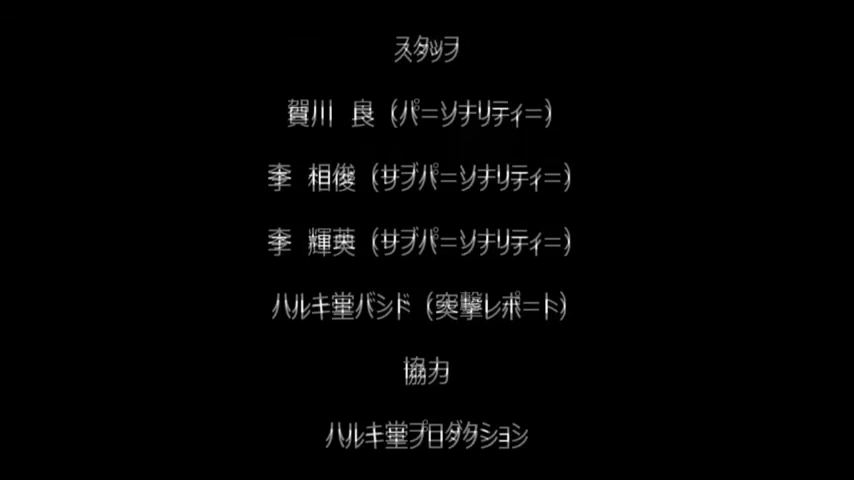 スタッフ
賀川 良(パーソナリティー)
李 相俊(サブパーソナリティー)
李 輝英(サブパーソナリティー)
ハルキ堂バンド(突撃レポート)
協力
ハルキ堂プロダクション